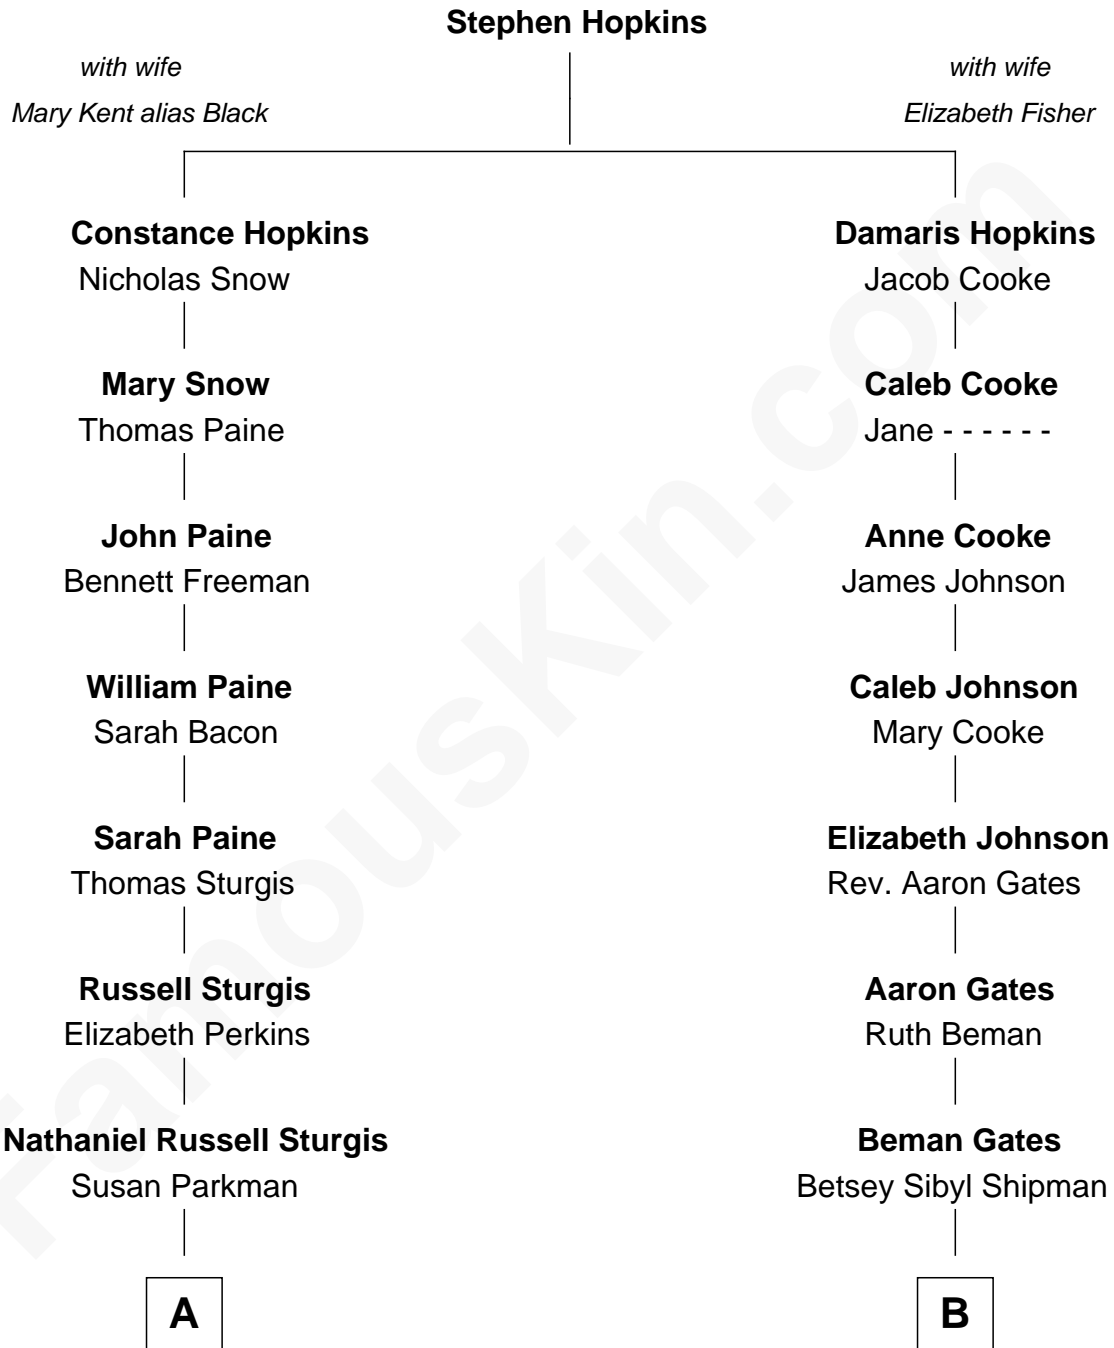 Stephen Hopkins
with wife
Mary Kent alias Black
with wife
Elizabeth Fisher
Constance Hopkins
Nicholas Snow
Damaris Hopkins
Jacob Cooke
Mary Snow
Thomas Paine
Caleb Cooke
Jane - - - - - -
John Paine
Bennett Freeman
Anne Cooke
James Johnson
William Paine
Sarah Bacon
Caleb Johnson
Mary Cooke
Sarah Paine
Thomas Sturgis
Elizabeth Johnson
Rev. Aaron Gates
Russell Sturgis
Elizabeth Perkins
Aaron Gates
Ruth Beman
Nathaniel Russell Sturgis
Susan Parkman
Beman Gates
Betsey Sibyl Shipman
A
B
FamousKin.com